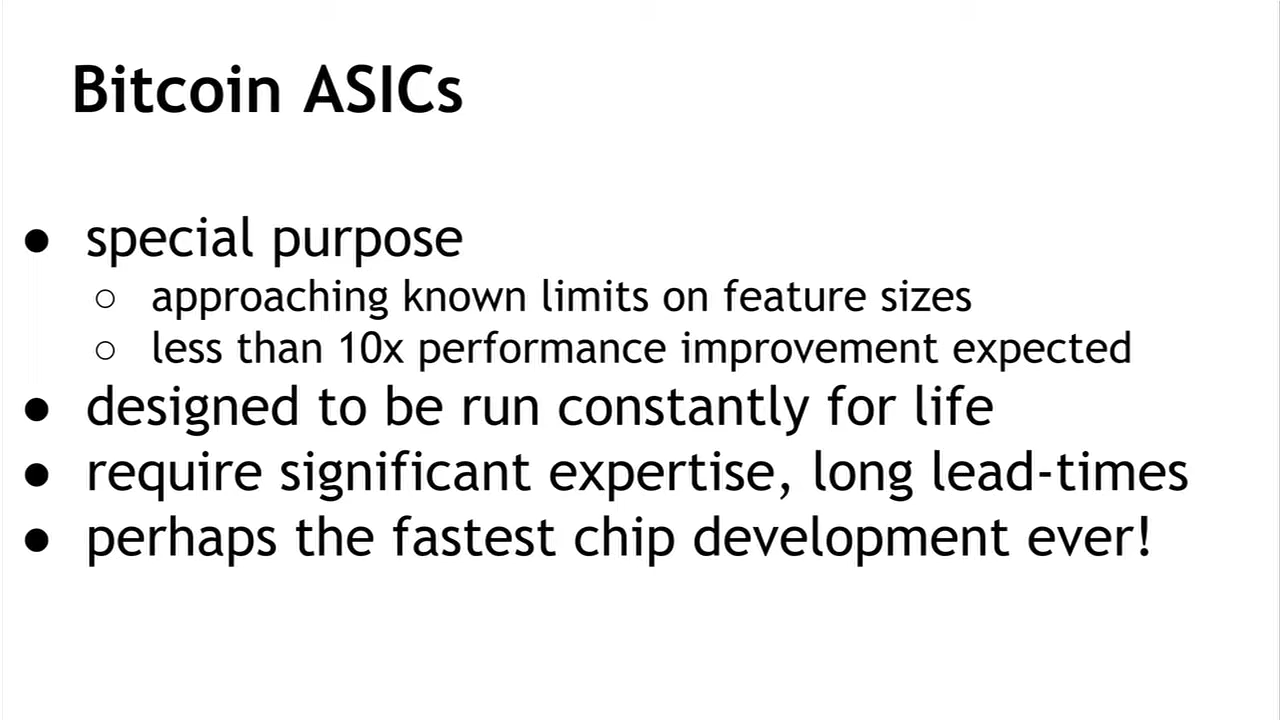 Bitcoin ASICs
● special purpose
○ approaching known limits on feature sizes
○ less than 10x performance improvement expected
● designed to be run constantly for life
● require significant expertise, long lead-times
● perhaps the fastest chip development ever!